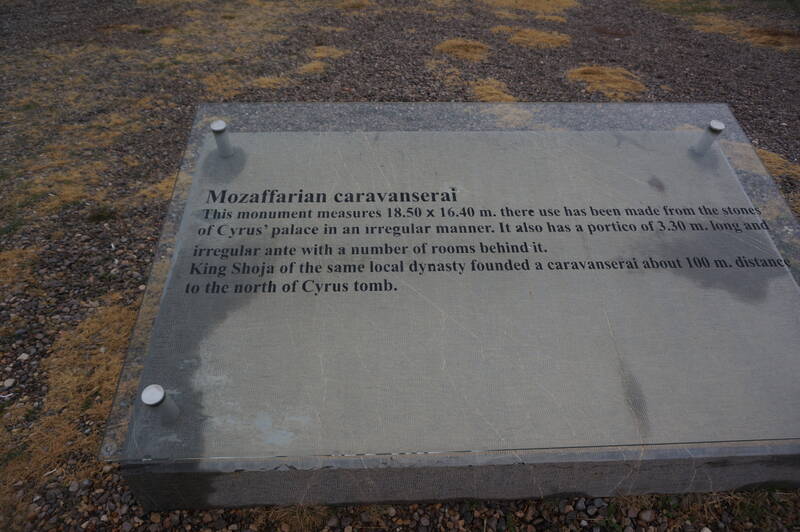 Mozaffarian caravanserai
This monument measures 18.50 x 16.40 m. there use has been made from the stones
of Cyrus' palace in an irregular manner. It also has a portico of 3.30 m. long and
irregular ante with a number of rooms behind it.
King Shoja of the same local dynasty founded a caravanserai about 100 m. distance
to the north of Cyrus tomb.